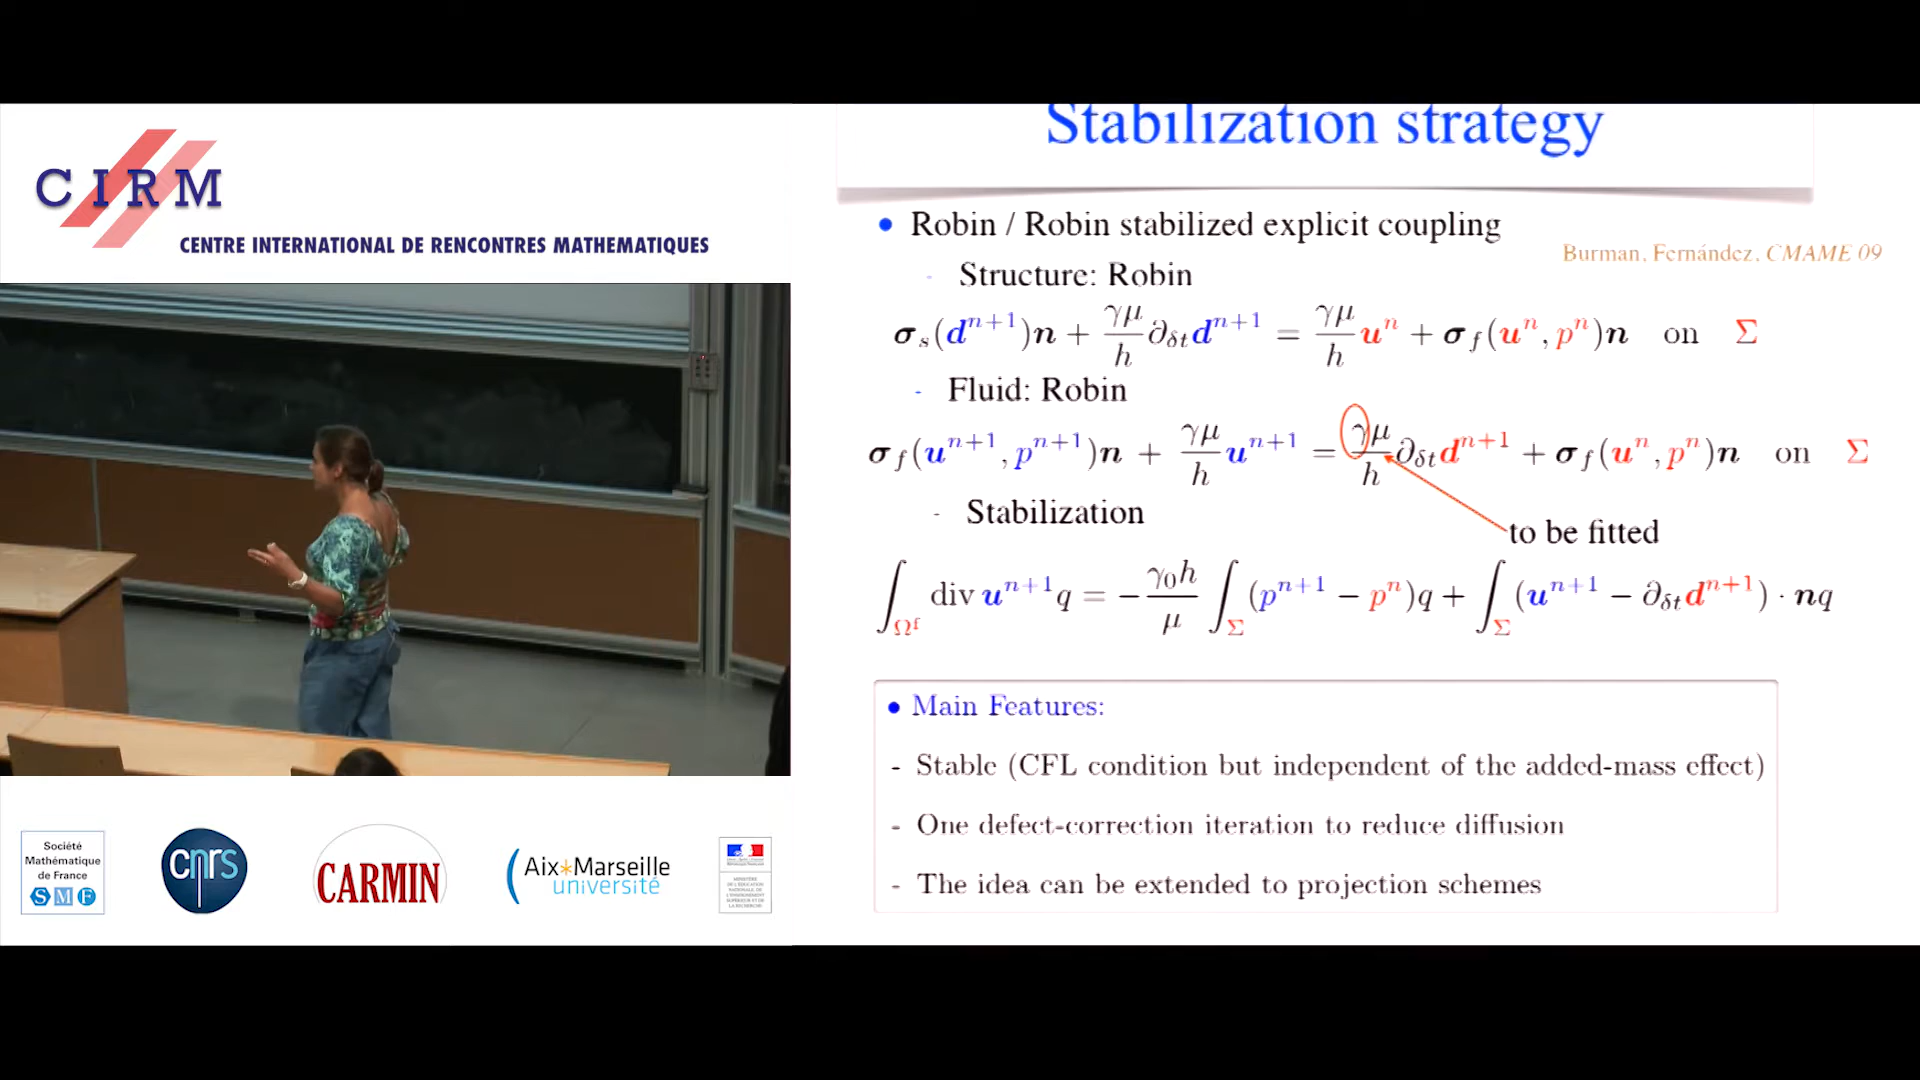 CIRM
CENTRE INTERNATIONAL DE RENCONTRES MATHEMATIQUES
Société
Mathématique
de France
S M F
cnrs
CARMIN
Aix*Marseille
université
Stabilization strategy
• Robin / Robin stabilized explicit coupling
Burman, Fernández, CMAME 09
- Structure: Robin
σ_s(d^{n+1})n + γμ/h ∂_{δt}d^{n+1} = γμ/h u^n + σ_f(u^n, p^n)n on Σ
- Fluid: Robin
σ_f(u^{n+1}, p^{n+1})n + γμ/h u^{n+1} = γμ/h ∂_{δt}d^{n+1} + σ_f(u^n, p^n)n on Σ
- Stabilization
to be fitted
∫_{Ω^f} div u^{n+1}q = −γ_0h/μ ∫_Σ (p^{n+1} − p^n)q + ∫_Σ (u^{n+1} − ∂_{δt}d^{n+1}) · nq
• Main Features:
- Stable (CFL condition but independent of the added-mass effect)
- One defect-correction iteration to reduce diffusion
- The idea can be extended to projection schemes